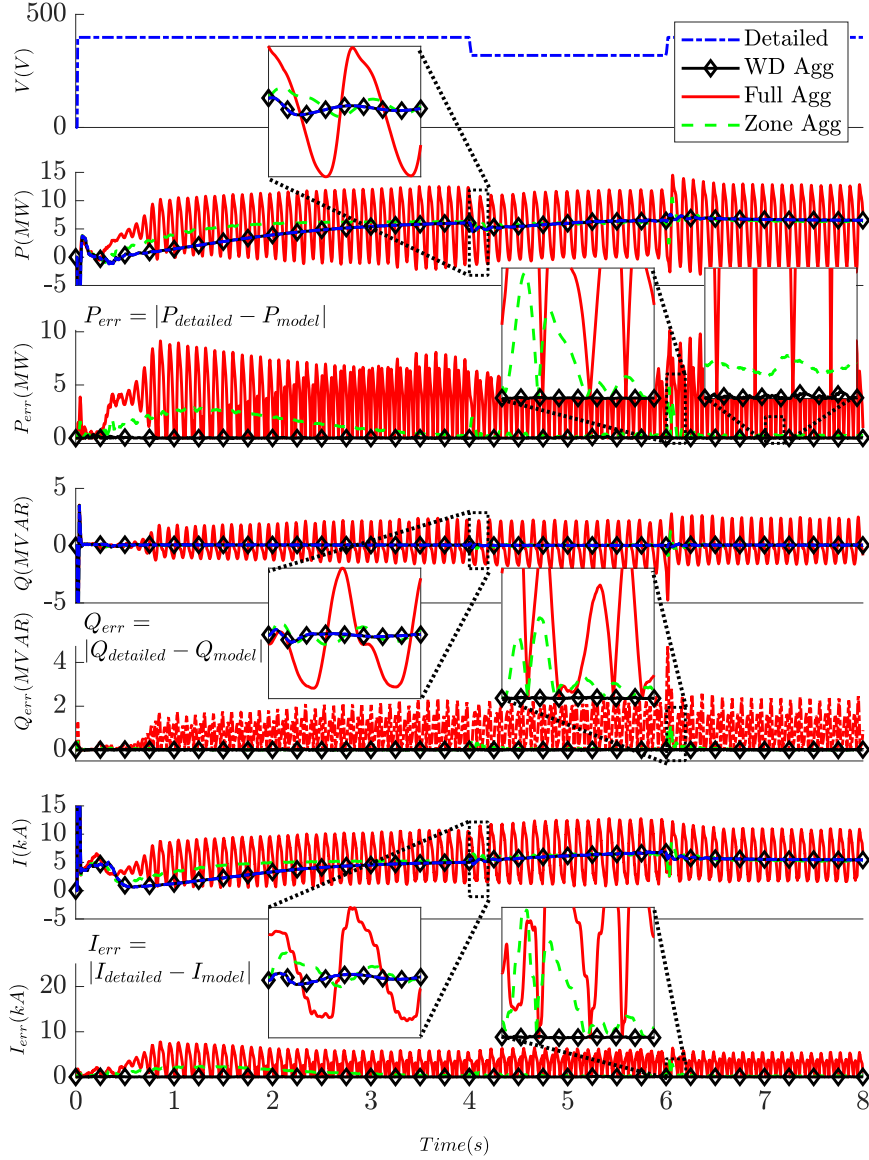 500
V(V)
0
Detailed
WD Agg
Full Agg
Zone Agg
15
10
5
0
-5
P(MW)
P_err = |P_detailed − P_model|
10
5
0
P_err(MW)
5
0
-5
Q(MVAR)
Q_err =
|Q_detailed − Q_model|
4
2
0
Q_err(MVAR)
15
10
5
0
-5
I(kA)
I_err =
|I_detailed − I_model|
20
10
0
I_err(kA)
0 1 2 3 4 5 6 7 8
Time(s)